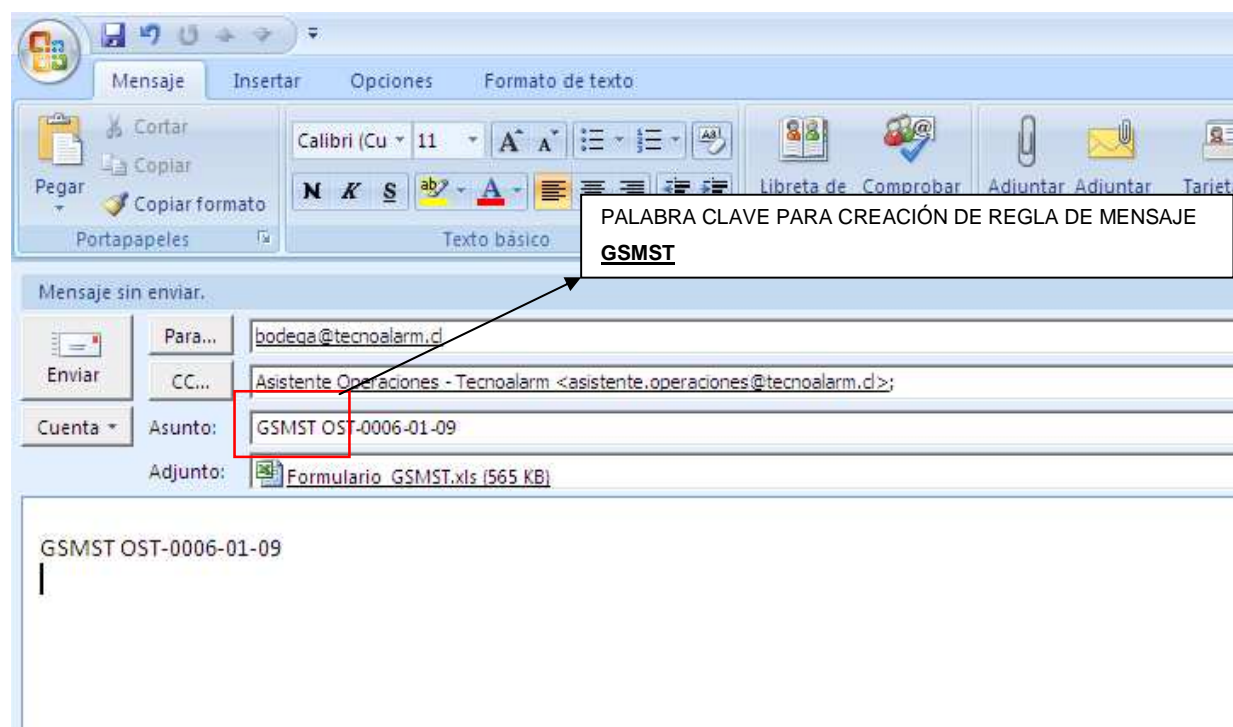 Mensaje Insertar Opciones Formato de texto
Cortar
Copiar
Pegar
Copiar formato
Portapapeles
Calibri (Cu 11
N K S
Texto básico
Libreta de Comprobar
Adjuntar Adjuntar
PALABRA CLAVE PARA CREACIÓN DE REGLA DE MENSAJE
GSMST
Mensaje sin enviar.
Enviar
Para... bodega@tecnoalarm.cl
CC... Asistente Operaciones - Tecnoalarm <asistente.operaciones@tecnoalarm.cl>;
Cuenta Asunto: GSMST OST-0006-01-09
Adjunto: Formulario GSMST.xls (565 KB)
GSMST OST-0006-01-09